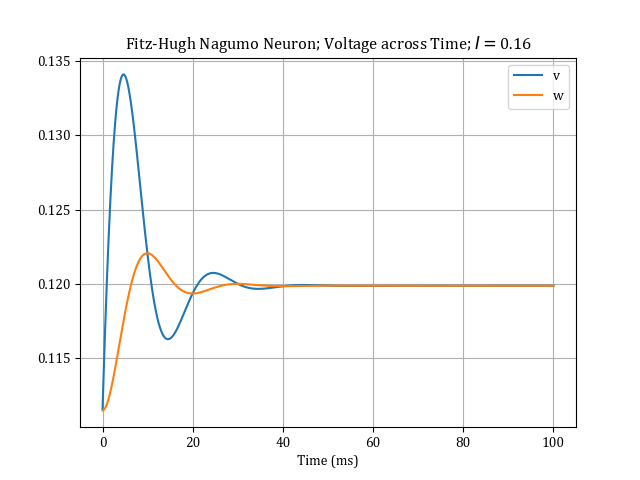 Fitz-Hugh Nagumo Neuron; Voltage across Time; I = 0.16
0.135
0.130
0.125
0.120
0.115
v
w
0
20
40
60
80
100
Time (ms)